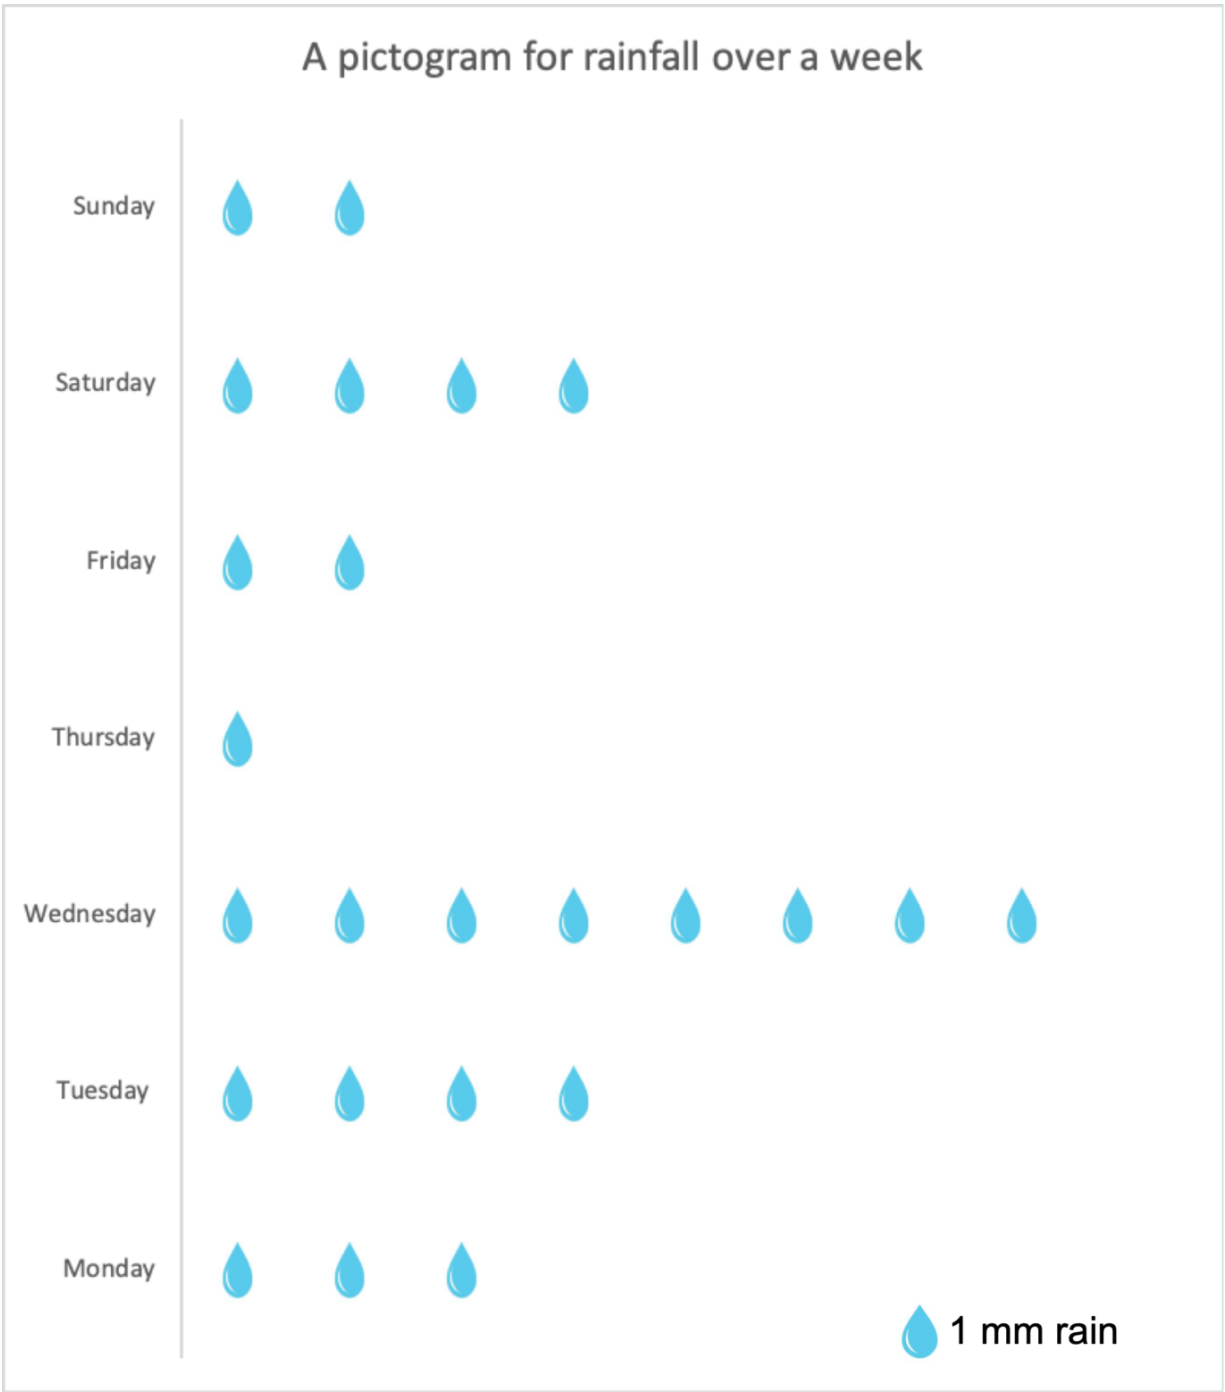 A pictogram for rainfall over a week
Sunday
Saturday
Friday
Thursday
Wednesday
Tuesday
Monday
1 mm rain